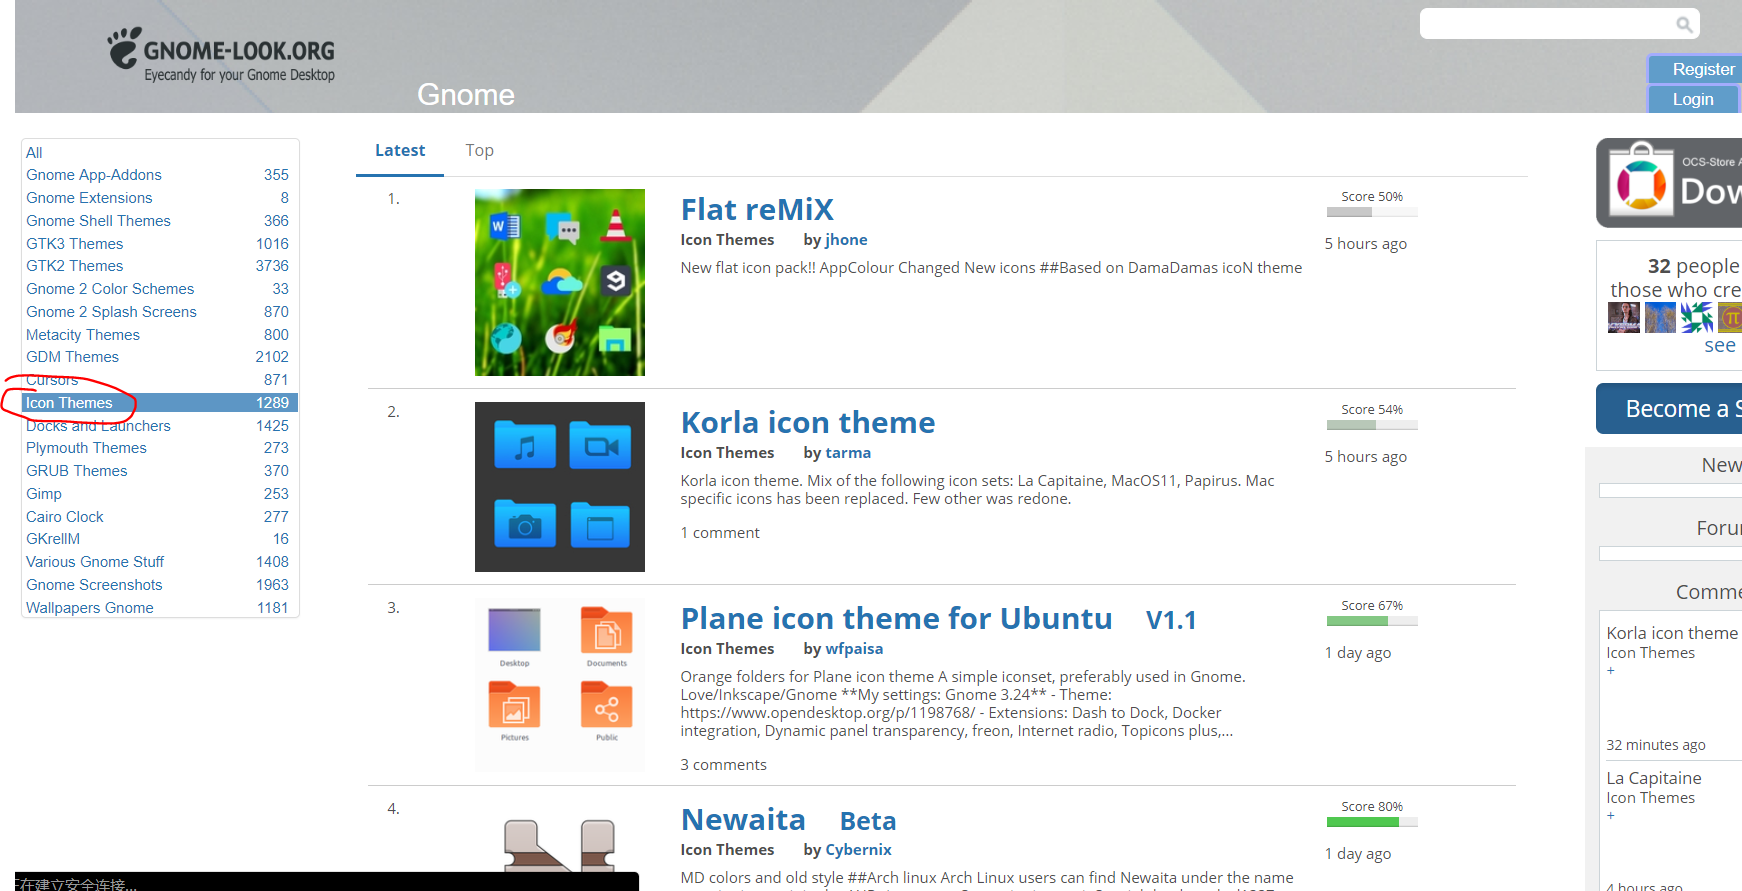 GNOME-LOOK.ORG
Eyecandy for your Gnome Desktop
Gnome
Register
Login
All
Gnome App-Addons 355
Gnome Extensions 8
Gnome Shell Themes 366
GTK3 Themes 1016
GTK2 Themes 3736
Gnome 2 Color Schemes 33
Gnome 2 Splash Screens 870
Metacity Themes 800
GDM Themes 2102
Cursors 871
Icon Themes 1289
Docks and Launchers 1425
Plymouth Themes 273
GRUB Themes 370
Gimp 253
Cairo Clock 277
GKrellM 16
Various Gnome Stuff 1408
Gnome Screenshots 1963
Wallpapers Gnome 1181
Latest Top
1.
Flat reMiX
Icon Themes by jhone
New flat icon pack!! AppColour Changed New icons ##Based on DamaDamas icoN theme
Score 50%
5 hours ago
2.
Korla icon theme
Icon Themes by tarma
Korla icon theme. Mix of the following icon sets: La Capitaine, MacOS11, Papirus. Mac
specific icons has been replaced. Few other was redone.
1 comment
Score 54%
5 hours ago
3.
Desktop Documents
Pictures Public
Plane icon theme for Ubuntu V1.1
Icon Themes by wfpaisa
Orange folders for Plane icon theme A simple iconset, preferably used in Gnome.
Love/Inkscape/Gnome **My settings: Gnome 3.24** - Theme:
https://www.opendesktop.org/p/1198768/ - Extensions: Dash to Dock, Docker
integration, Dynamic panel transparency, freon, Internet radio, Topicons plus,...
3 comments
Score 67%
1 day ago
4.
Newaita Beta
Icon Themes by Cybernix
MD colors and old style ##Arch linux Arch Linux users can find Newaita under the name
Score 80%
1 day ago
OCS-Store A
Dow
32 people
those who cre
see
Become a S
New
Forur
Comme
Korla icon theme
Icon Themes
+
32 minutes ago
La Capitaine
Icon Themes
+
4 hours ago
正在建立安全连接...